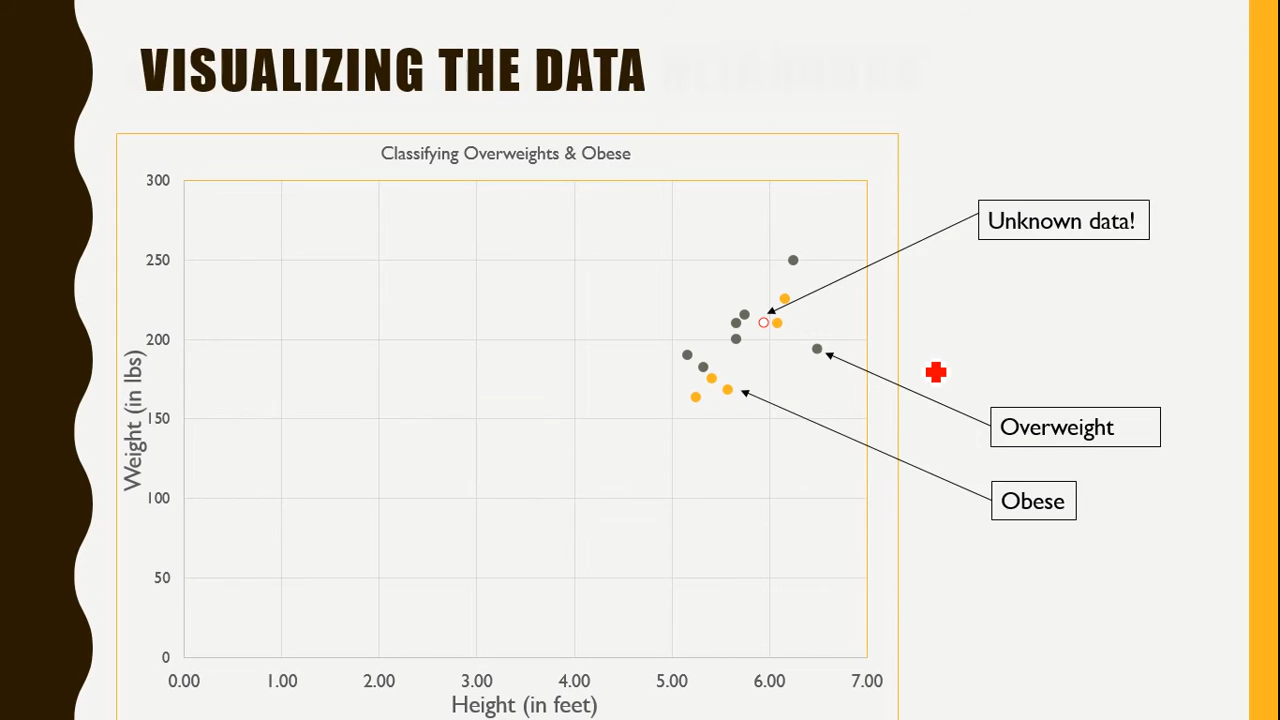 VISUALIZING THE DATA
Classifying Overweights & Obese
300
250
200
150
100
50
0
Weight (in lbs)
0.00 1.00 2.00 3.00 4.00 5.00 6.00 7.00
Height (in feet)
Unknown data!
Overweight
Obese